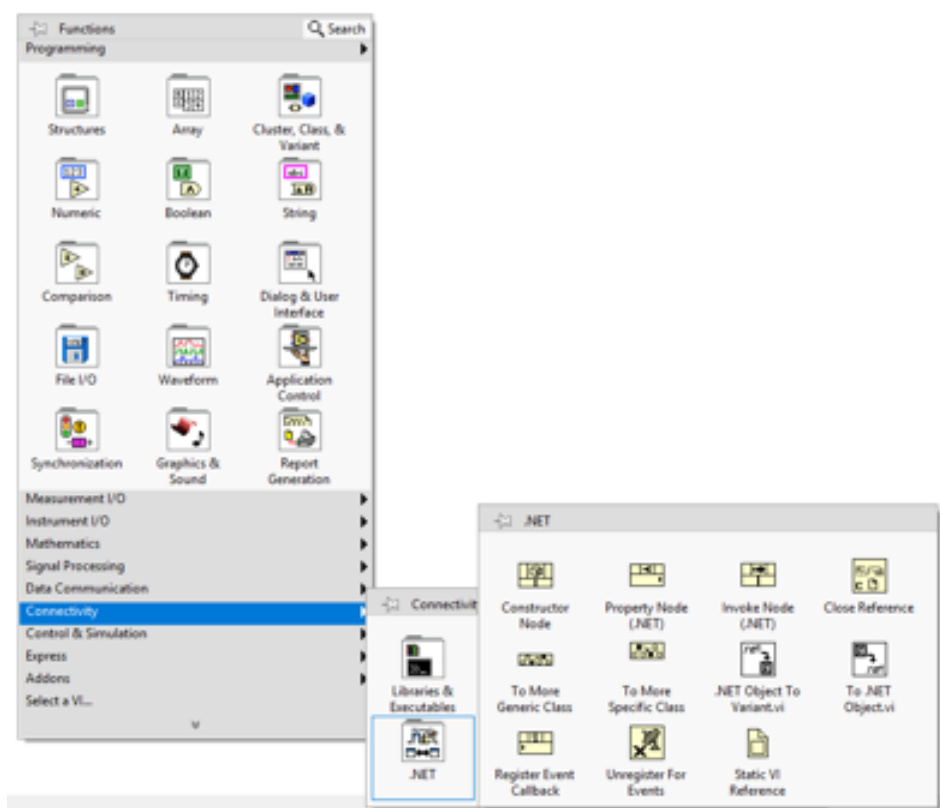 Functions
Search
Programming
Structures
Array
Cluster, Class, &
Variant
Numeric
Boolean
String
Comparison
Timing
Dialog & User
Interface
File I/O
Waveform
Application
Control
Synchronization
Graphics &
Sound
Report
Generation
Measurement I/O
Instrument I/O
Mathematics
Signal Processing
Data Communication
Connectivity
Control & Simulation
Express
Addons
Select a VI...
Connectivit
Libraries &
Executables
.NET
.NET
Constructor
Node
Property Node
(.NET)
Invoke Node
(.NET)
Close Reference
To More
Generic Class
To More
Specific Class
.NET Object To
Variant.vi
To .NET
Object.vi
Register Event
Callback
Unregister For
Events
Static VI
Reference